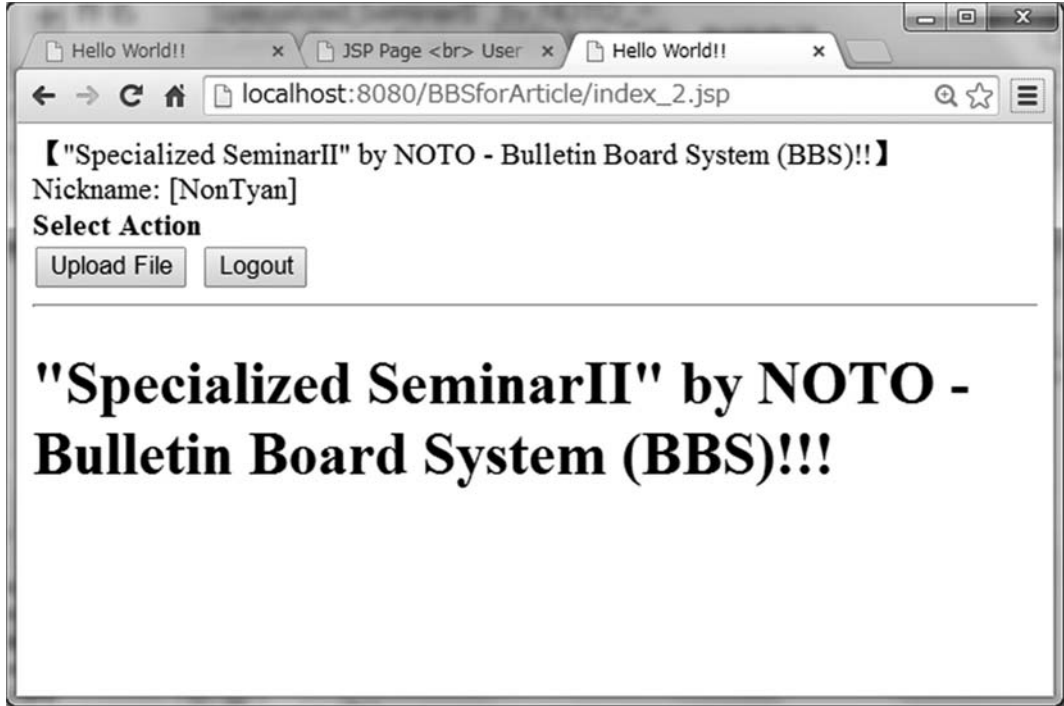 Hello World!!
JSP Page <br> User
Hello World!!
localhost:8080/BBSforArticle/index_2.jsp
【"Specialized SeminarII" by NOTO - Bulletin Board System (BBS)!!】
Nickname: [NonTyan]
Select Action
Upload File
Logout
"Specialized SeminarII" by NOTO -
Bulletin Board System (BBS)!!!